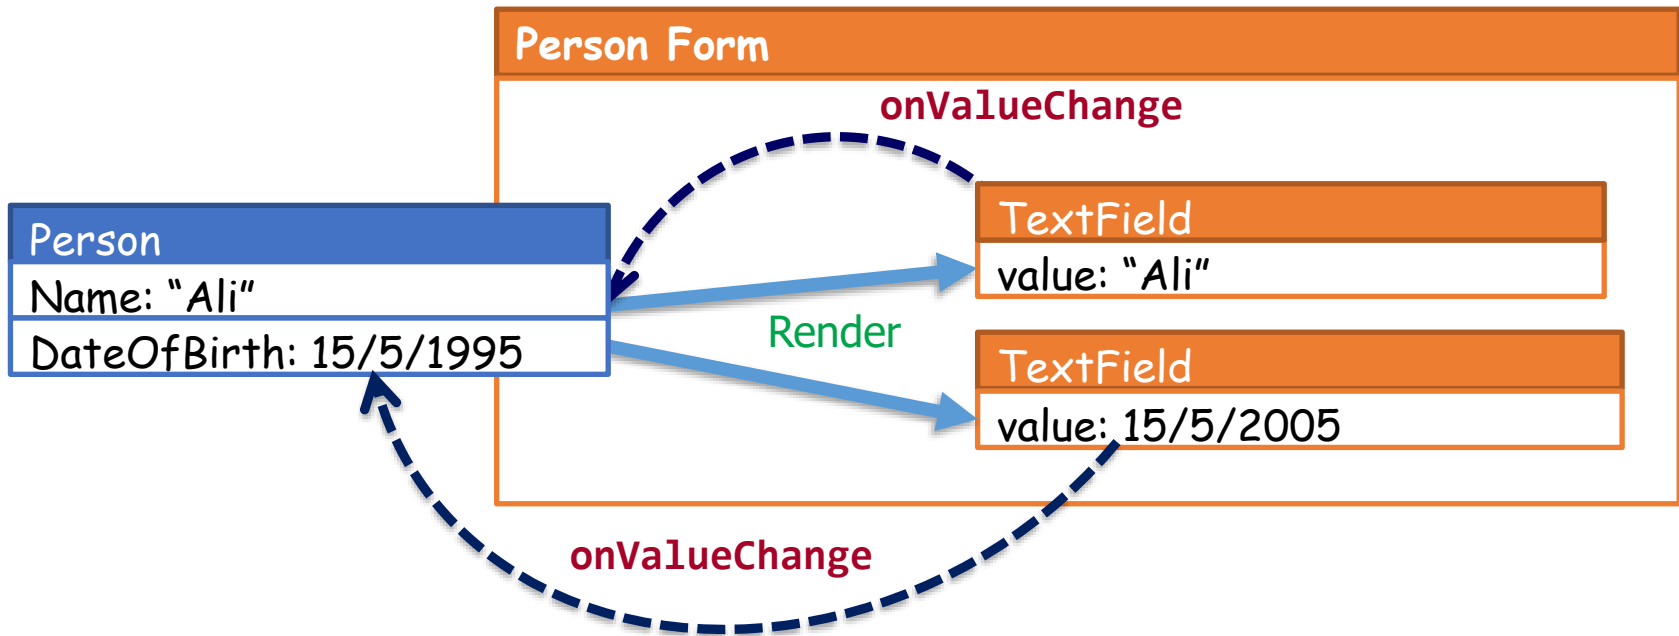 Person Form
onValueChange
Person
Name: “Ali”
DateOfBirth: 15/5/1995
Render
TextField
value: “Ali”
TextField
value: 15/5/2005
onValueChange